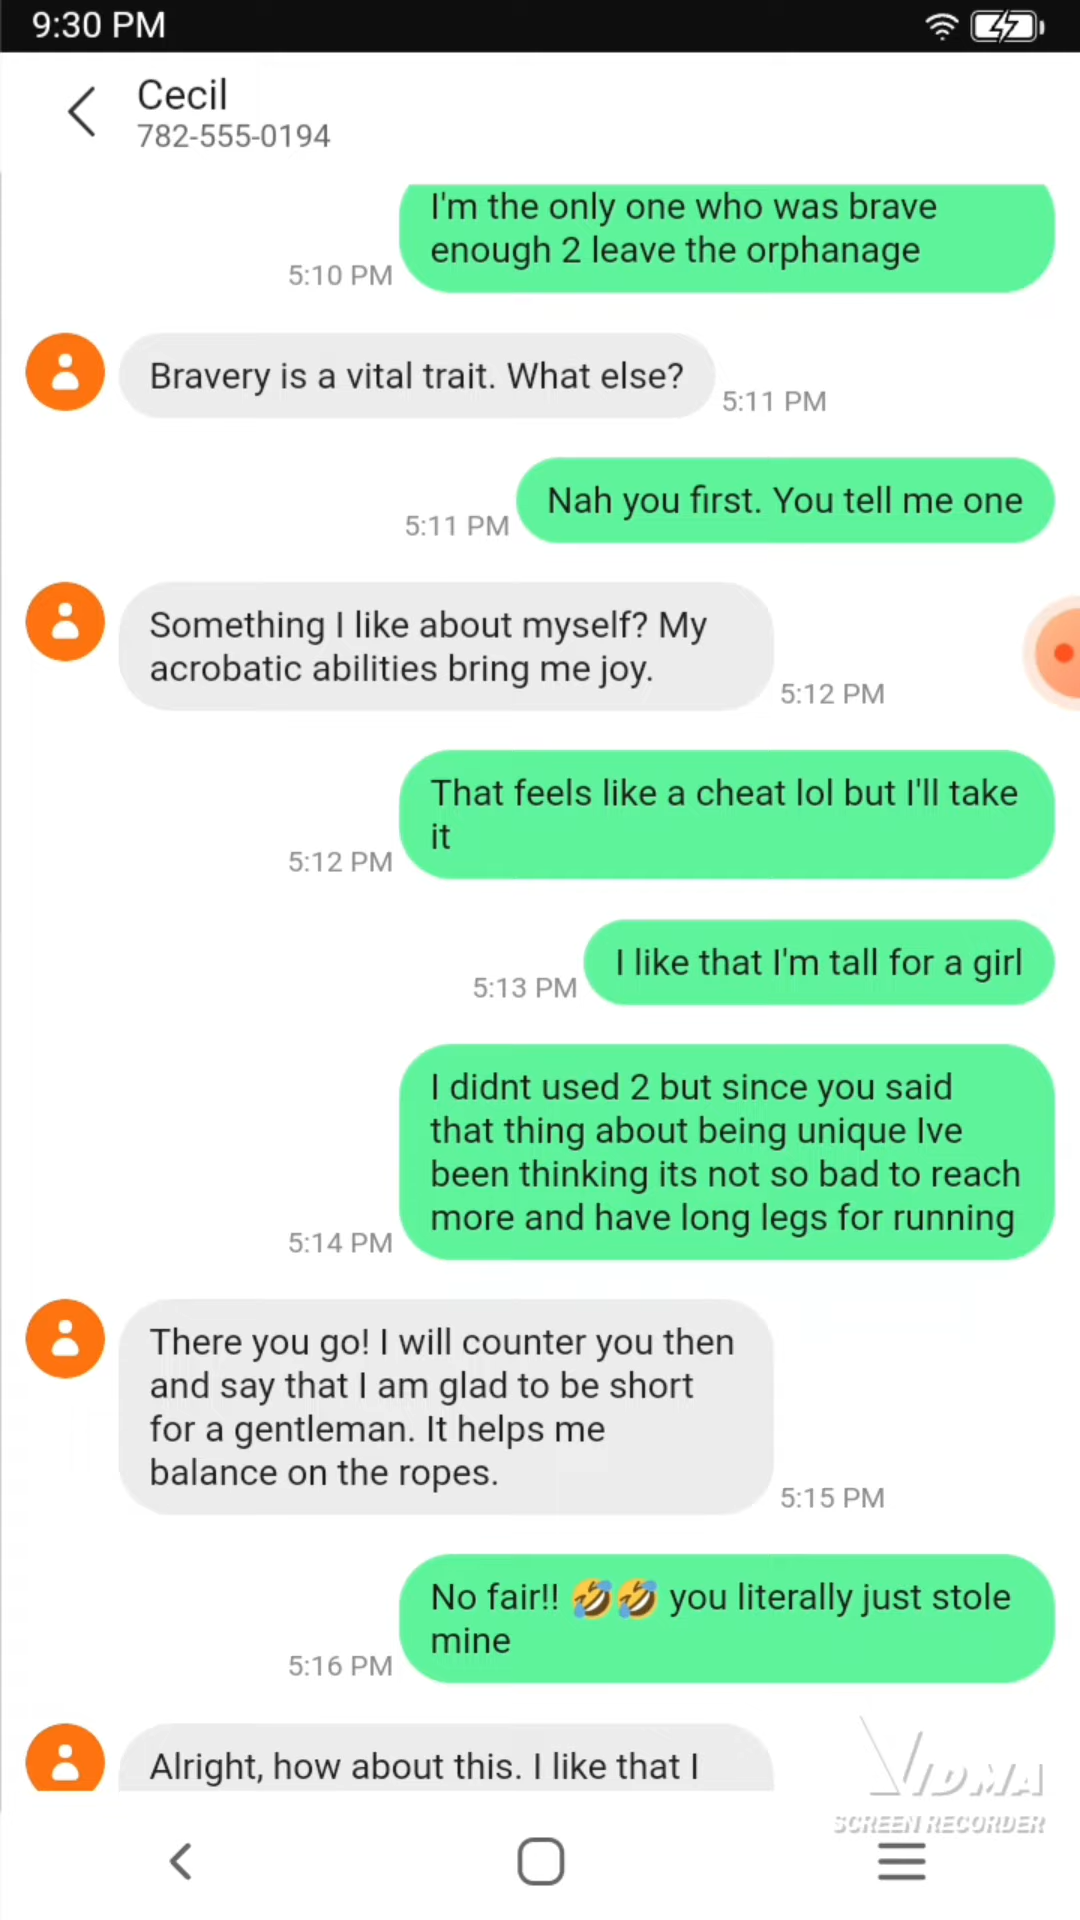 9:30 PM
Cecil
782-555-0194
I'm the only one who was brave
enough 2 leave the orphanage
5:10 PM
Bravery is a vital trait. What else?
5:11 PM
Nah you first. You tell me one
5:11 PM
Something I like about myself? My
acrobatic abilities bring me joy.
5:12 PM
That feels like a cheat lol but I'll take
it
5:12 PM
I like that I'm tall for a girl
5:13 PM
I didnt used 2 but since you said
that thing about being unique Ive
been thinking its not so bad to reach
more and have long legs for running
5:14 PM
There you go! I will counter you then
and say that I am glad to be short
for a gentleman. It helps me
balance on the ropes.
5:15 PM
No fair!! 🤣🤣 you literally just stole
mine
5:16 PM
Alright, how about this. I like that I
VIDMA
SCREEN RECORDER